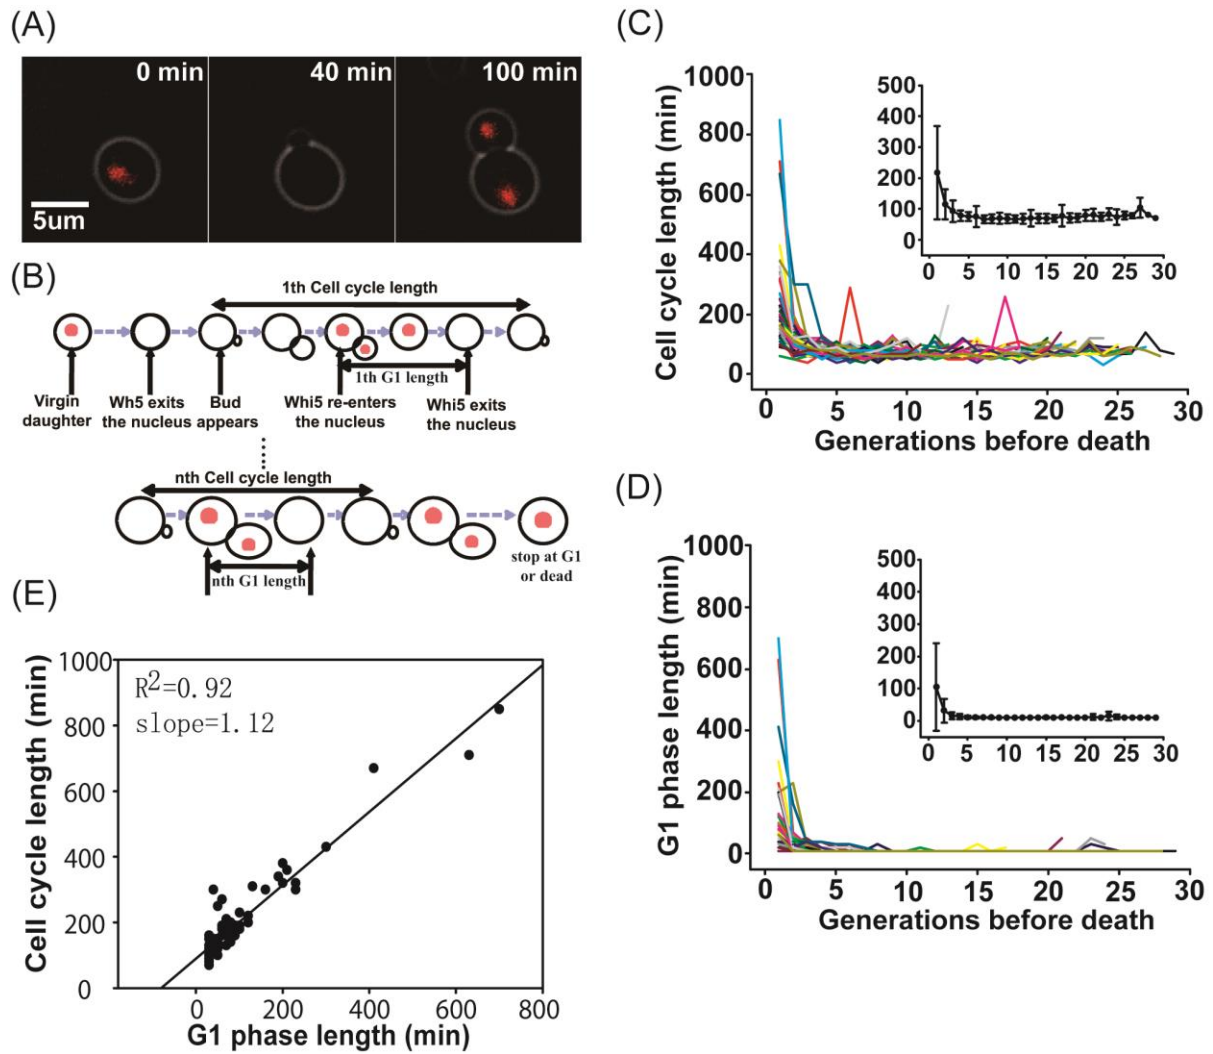 (A)
0 min
40 min
100 min
5um
(B)
1th Cell cycle length
1th G1 length
Virgin
daughter
Wh5 exits
the nucleus
Bud
appears
Whi5 re-enters
the nucleus
Whi5 exits
the nucleus
nth Cell cycle length
nth G1 length
stop at G1
or dead
(E)
R2=0.92
slope=1.12
1000
800
600
400
200
0
Cell cycle length (min)
0
200
400
600
800
G1 phase length (min)
(C)
1000
800
600
400
200
0
Cell cycle length (min)
500
400
300
200
100
0
0
10
20
30
0
5
10
15
20
25
30
Generations before death
(D)
1000
800
600
400
200
0
G1 phase length (min)
500
400
300
200
100
0
0
10
20
30
0
5
10
15
20
25
30
Generations before death